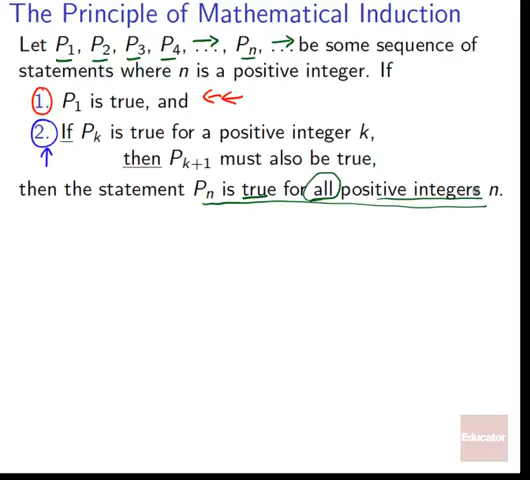 The Principle of Mathematical Induction
Let P₁, P₂, P₃, P₄, ..., Pₙ, ... be some sequence of
statements where n is a positive integer. If
1. P₁ is true, and
2. If Pₖ is true for a positive integer k,
then Pₖ₊₁ must also be true,
then the statement Pₙ is true for all positive integers n.
Educator